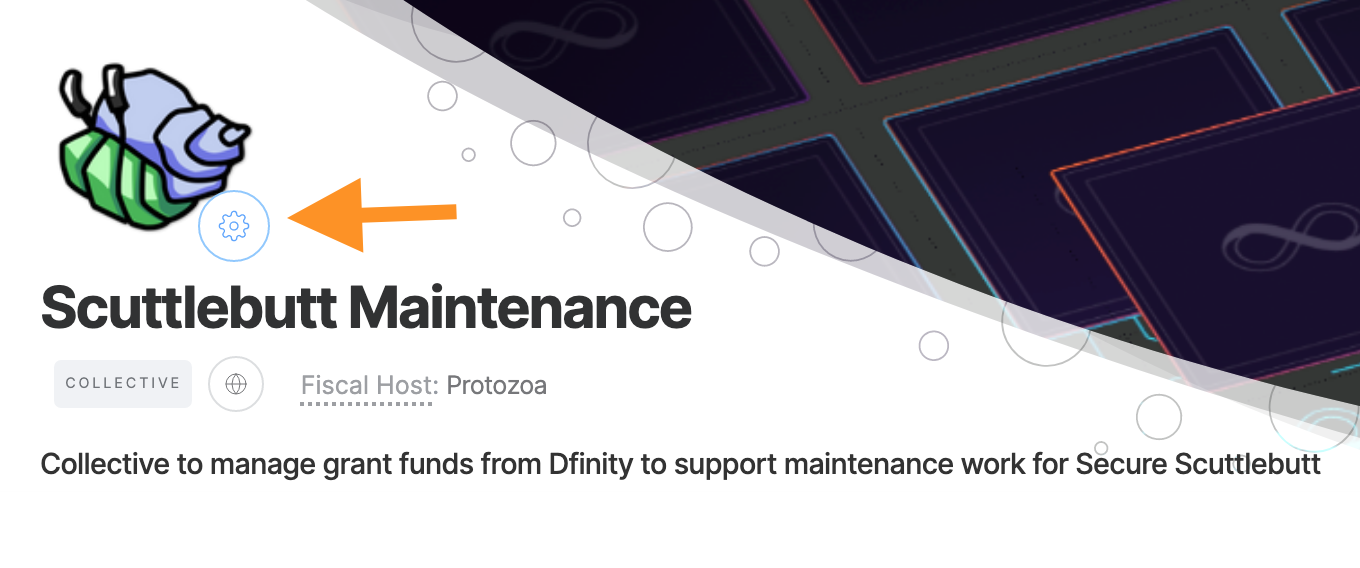 Scuttlebutt Maintenance
COLLECTIVE
Fiscal Host: Protozoa
Collective to manage grant funds from Dfinity to support maintenance work for Secure Scuttlebutt